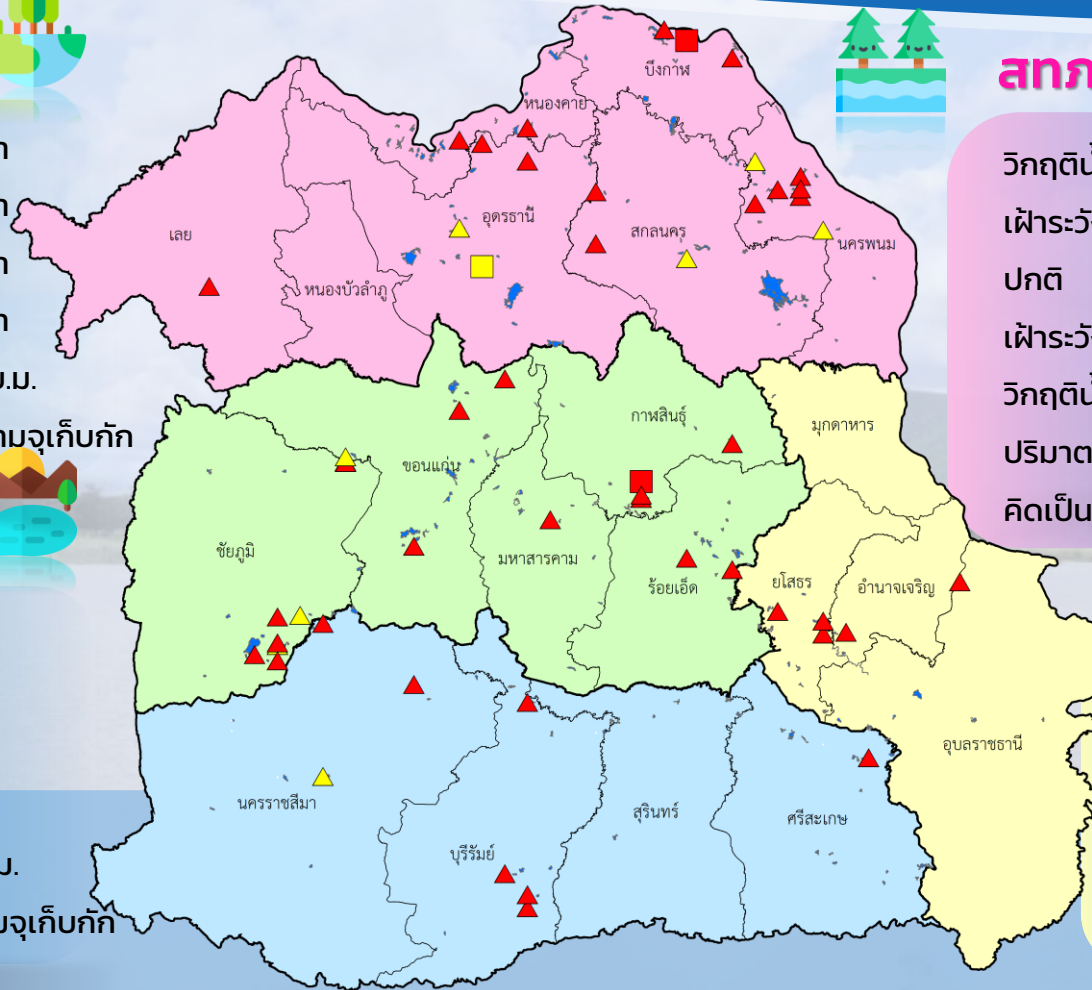 สทภ
วิกฤติน้
เฝ้าระวัง
ปกติ
เฝ้าระวัง
วิกฤติน้
ปริมาต
คิดเป็น
ม.ม.
ามจุเก็บกัก
ม.
มจุเก็บกัก
บึงกาฬ
หนองคาย
เลย
อุดรธานี
สกลนคร
นครพนม
หนองบัวลำภู
กาฬสินธุ์
มุกดาหาร
ขอนแก่น
ชัยภูมิ
มหาสารคาม
ร้อยเอ็ด
ยโสธร
อำนาจเจริญ
อุบลราชธานี
นครราชสีมา
สุรินทร์
ศรีสะเกษ
บุรีรัมย์